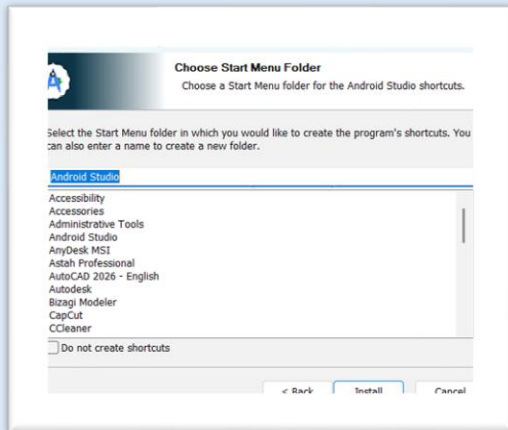 Choose Start Menu Folder
Choose a Start Menu folder for the Android Studio shortcuts.
Select the Start Menu folder in which you would like to create the program's shortcuts. You
can also enter a name to create a new folder.
Android Studio
Accessibility
Accessories
Administrative Tools
Android Studio
AnyDesk MSI
Astah Professional
AutoCAD 2026 - English
Autodesk
Bizagi Modeler
CapCut
CCleaner
Do not create shortcuts
< Back Install Cancel